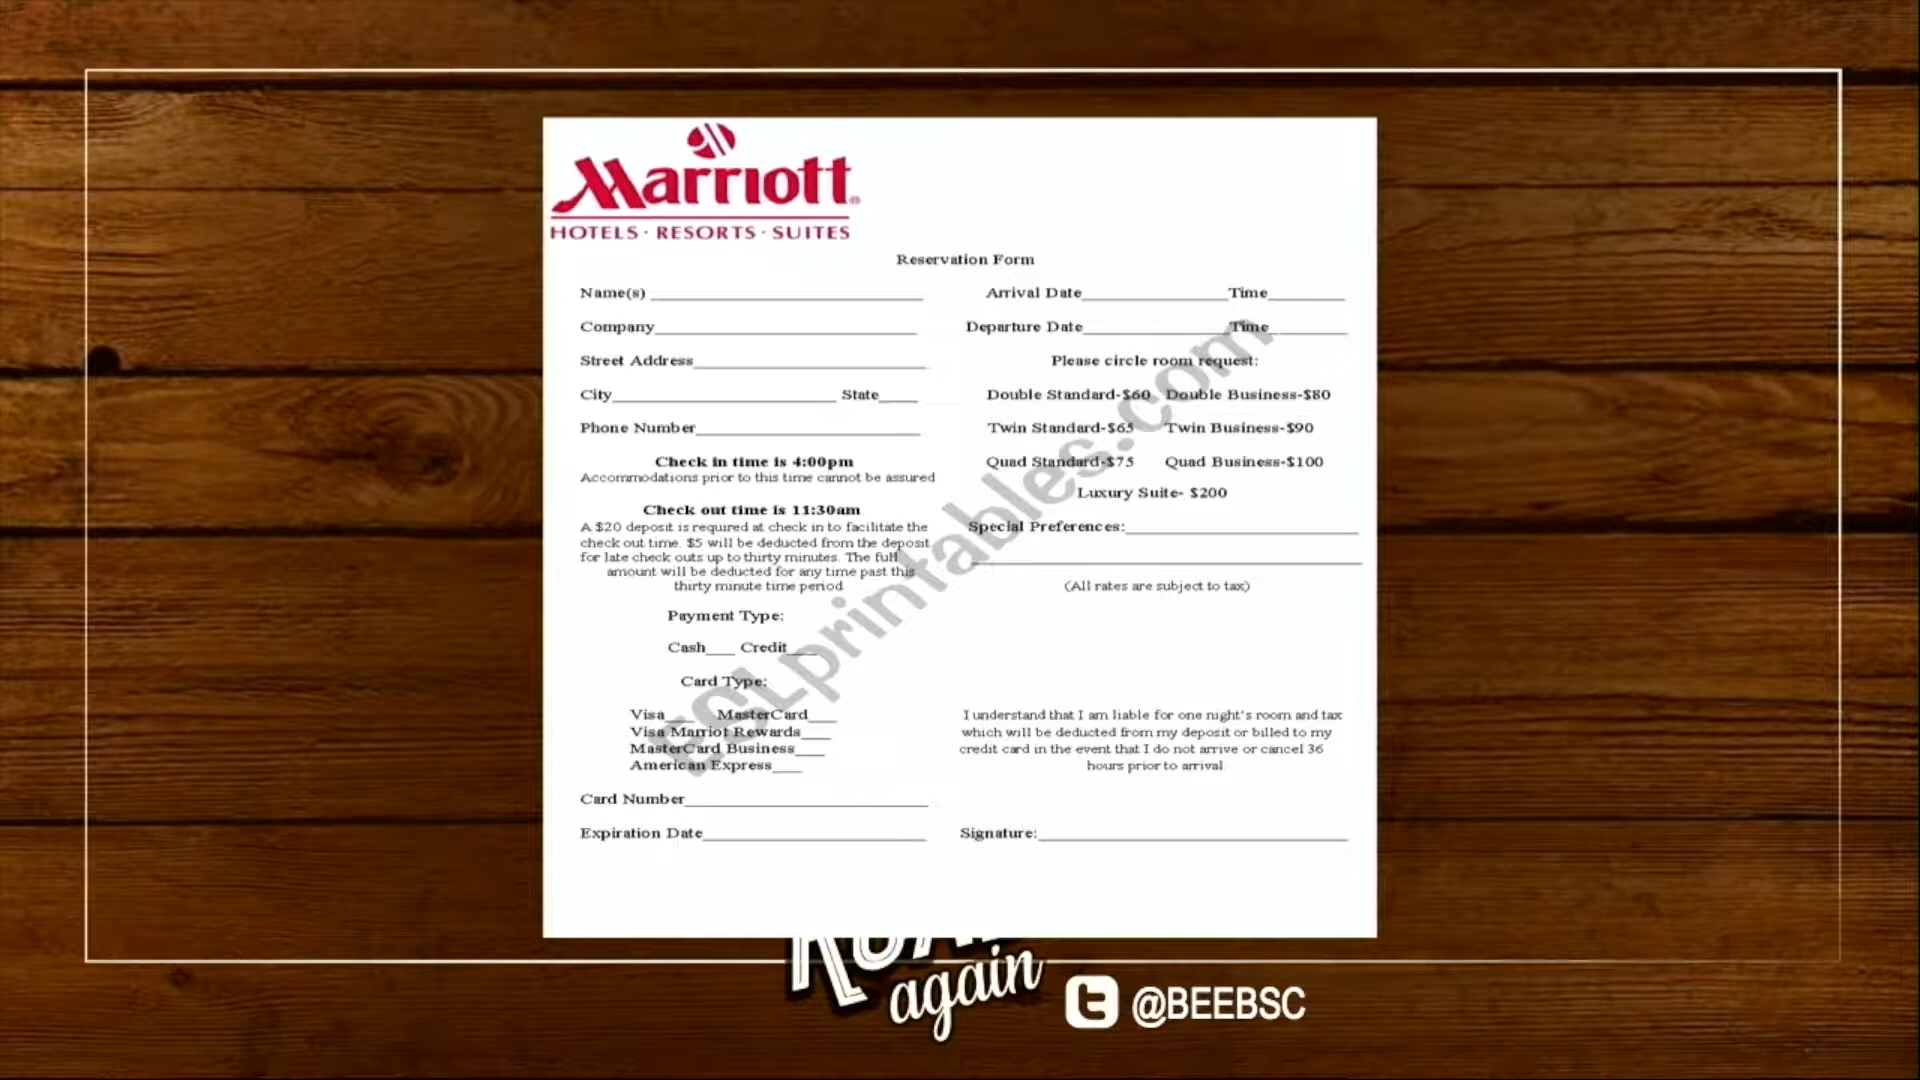 Marriott®
HOTELS · RESORTS · SUITES
Reservation Form
Name(s)
Company
Street Address
City State
Phone Number
Check in time is 4:00pm
Accommodations prior to this time cannot be assured
Check out time is 11:30am
A $20 deposit is required at check in to facilitate the
check out time. $5 will be deducted from the deposit
for late check outs up to thirty minutes. The full
amount will be deducted for any time past this
thirty minute time period
Payment Type:
Cash___ Credit___
Card Type:
Visa___ MasterCard___
Visa Marriot Rewards___
MasterCard Business___
American Express___
Card Number
Expiration Date
Arrival Date Time
Departure Date Time
Please circle room request:
Double Standard-$60 Double Business-$80
Twin Standard-$65 Twin Business-$90
Quad Standard-$75 Quad Business-$100
Luxury Suite- $200
Special Preferences:
(All rates are subject to tax)
I understand that I am liable for one night's room and tax
which will be deducted from my deposit or billed to my
credit card in the event that I do not arrive or cancel 36
hours prior to arrival.
Signature:
ESLprintables.com
again
@BEEBSC